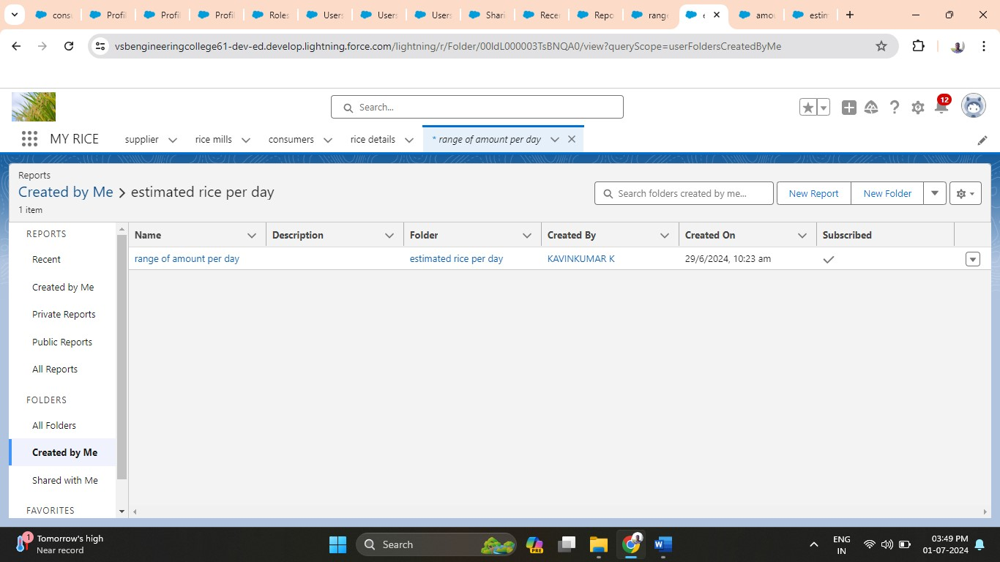 consu
Profil
Profil
Profil
Roles
Users
Users
Users
Shari
Recen
Repo
range
e
amou
estim
vsbengineeringcollege61-dev-ed.develop.lightning.force.com/lightning/r/Folder/00ldL000003TsBNQA0/view?queryScope=userFoldersCreatedByMe
Search...
12
MY RICE
supplier
rice mills
consumers
rice details
* range of amount per day
Reports
Created by Me > estimated rice per day
1 item
Search folders created by me...
New Report
New Folder
REPORTS
Recent
Created by Me
Private Reports
Public Reports
All Reports
FOLDERS
All Folders
Created by Me
Shared with Me
FAVORITES
Name Description Folder Created By Created On Subscribed
range of amount per day estimated rice per day KAVINKUMAR K 29/6/2024, 10:23 am
1
Tomorrow's high
Near record
Search
PRE
ENG
IN
03:49 PM
01-07-2024